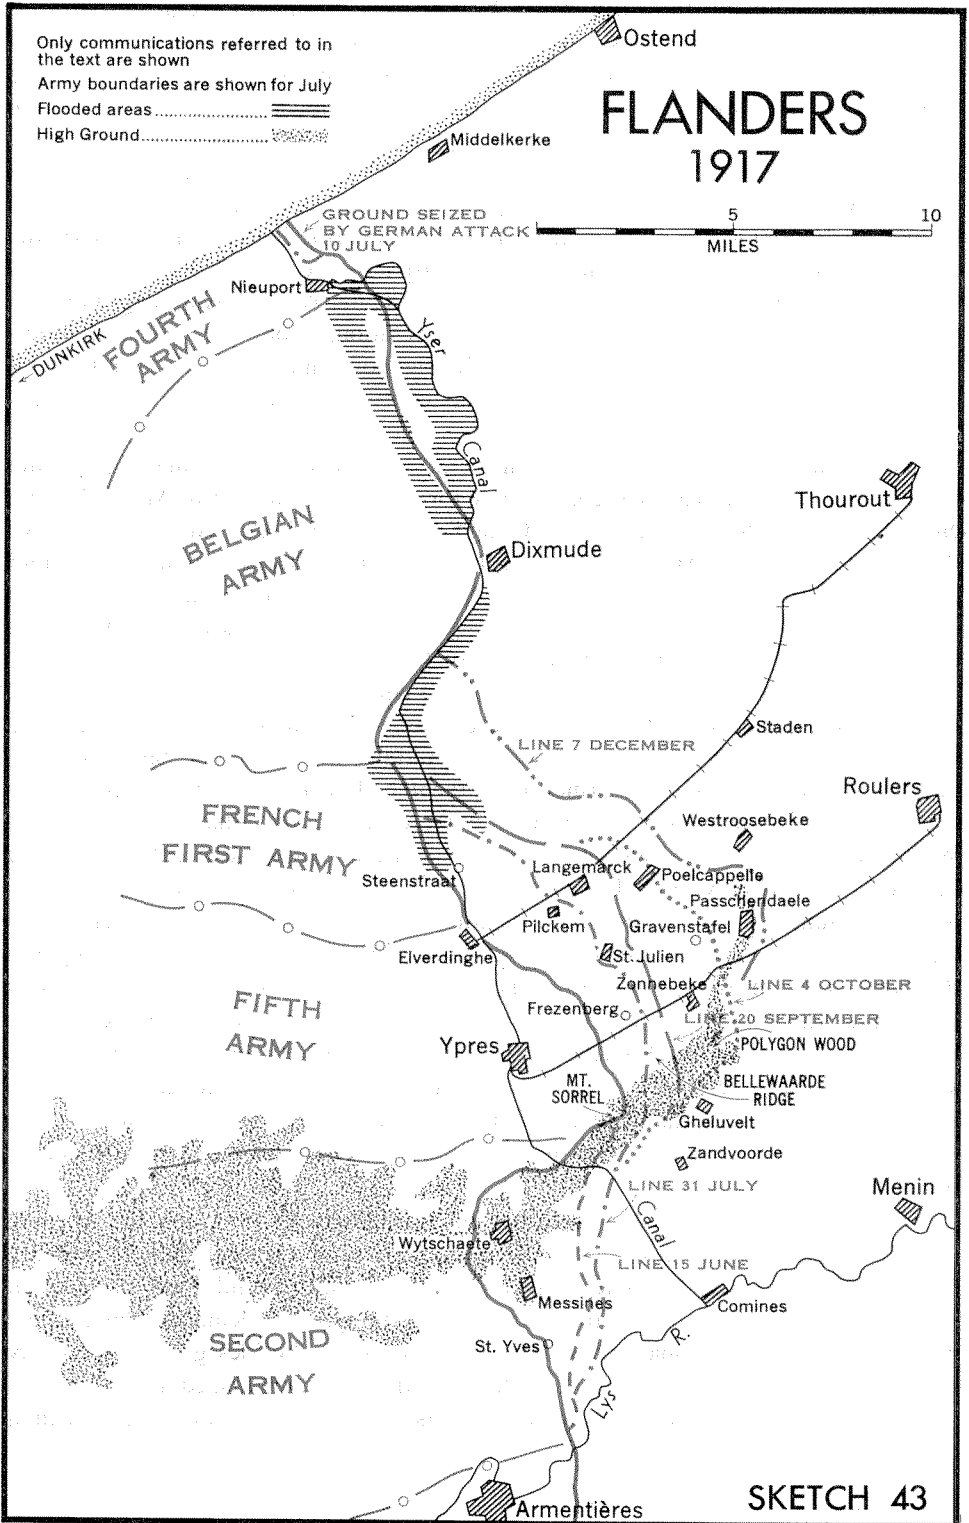 Only communications referred to in
the text are shown
Army boundaries are shown for July
Flooded areas
High Ground
Ostend
FLANDERS
1917
Middelkerke
GROUND SEIZED
BY GERMAN ATTACK
10 JULY
5
10
MILES
Nieuport
FOURTH
ARMY
DUNKIRK
Yser
Canal
Thourout
BELGIAN
ARMY
Dixmude
Staden
LINE 7 DECEMBER
Roulers
FRENCH
FIRST ARMY
Westroosebeke
Langemarck
Poelcappelle
Steenstraat
Passchendaele
Pilckem
Gravenstafel
Elverdinghe
St. Julien
Zonnebeke
LINE 4 OCTOBER
FIFTH
ARMY
Frezenberg
LINE 20 SEPTEMBER
Ypres
POLYGON WOOD
MT.
SORREL
BELLEWAARDE
RIDGE
Gheluvelt
Zandvoorde
LINE 31 JULY
Menin
Canal
Wytschaete
LINE 15 JUNE
Messines
Comines
SECOND
ARMY
St. Yves
R.
Lys
SKETCH 43
Armentières